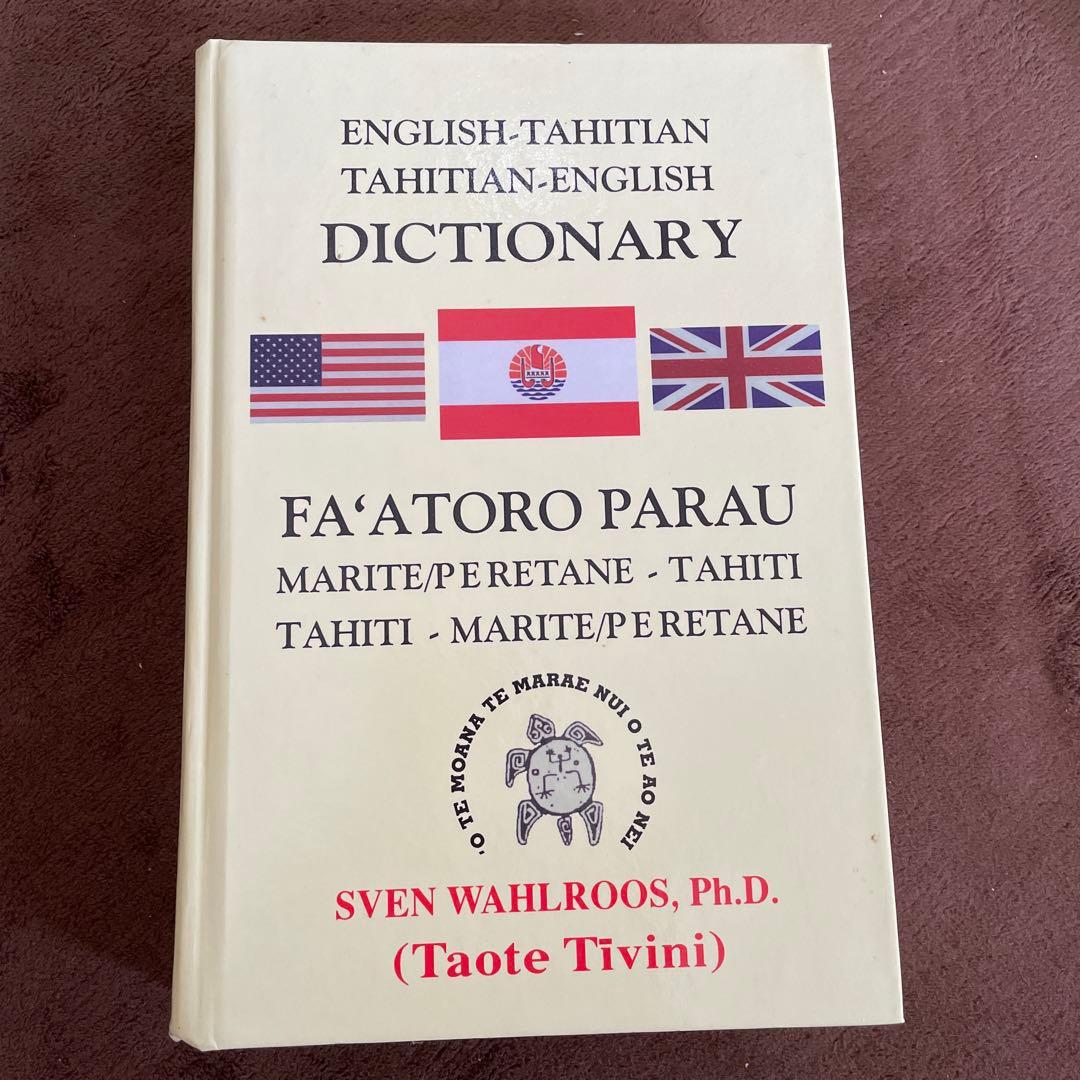 ENGLISH-TAHITIAN
TAHITIAN-ENGLISH
DICTIONARY
FA‘ATORO PARAU
MARITE/PERETANE - TAHITI
TAHITI - MARITE/PERETANE
'O TE MOANA TE MARAE NUI O TE AO NEI
SVEN WAHLROOS, Ph.D.
(Taote Tīvini)